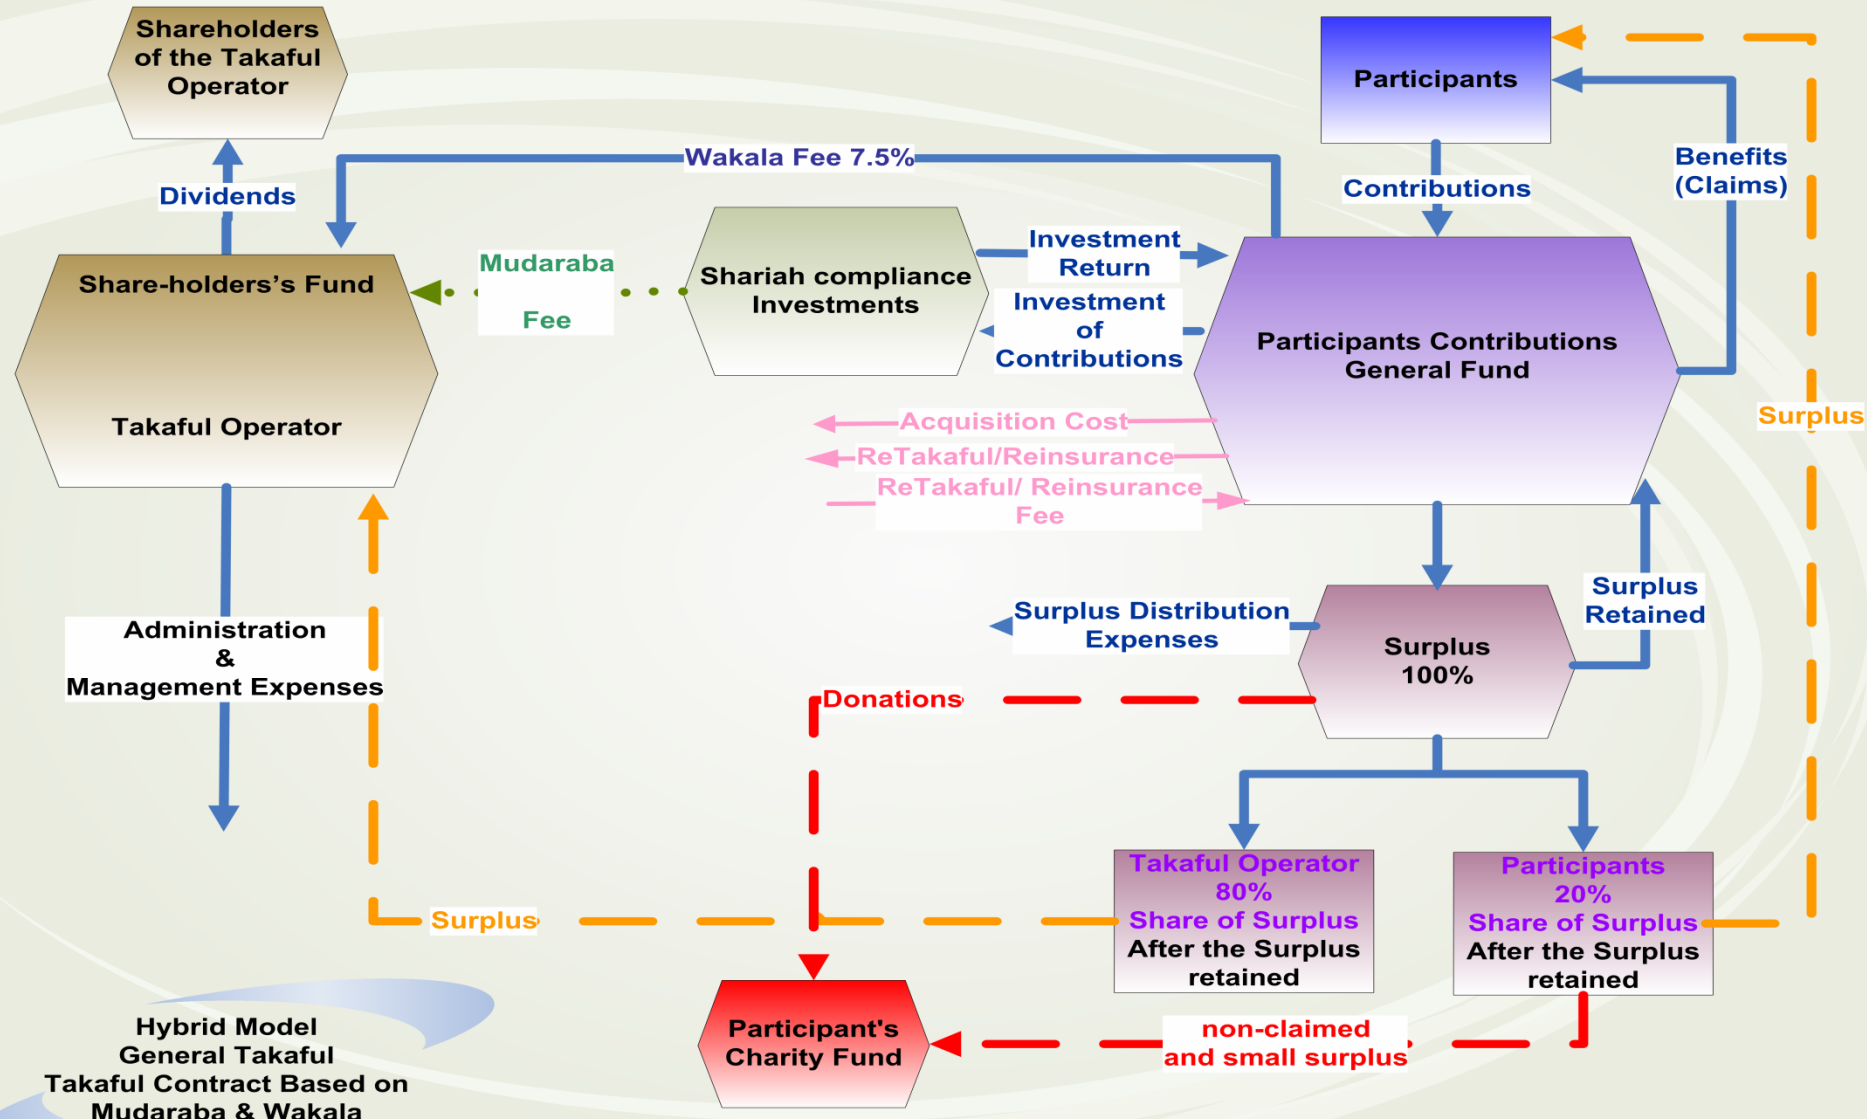 Shareholders
of the Takaful
Operator
Participants
Wakala Fee 7.5%
Benefits
(Claims)
Dividends
Contributions
Share-holders's Fund
Takaful Operator
Mudaraba
Fee
Shariah compliance
Investments
Investment
Return
Investment
of
Contributions
Participants Contributions
General Fund
Acquisition Cost
ReTakaful/Reinsurance
ReTakaful/ Reinsurance
Fee
Surplus
Administration
&
Management Expenses
Surplus Distribution
Expenses
Surplus
100%
Surplus
Retained
Donations
Surplus
Takaful Operator
80%
Share of Surplus
After the Surplus
retained
Participants
20%
Share of Surplus
After the Surplus
retained
Participant's
Charity Fund
non-claimed
and small surplus
Hybrid Model
General Takaful
Takaful Contract Based on
Mudaraba & Wakala